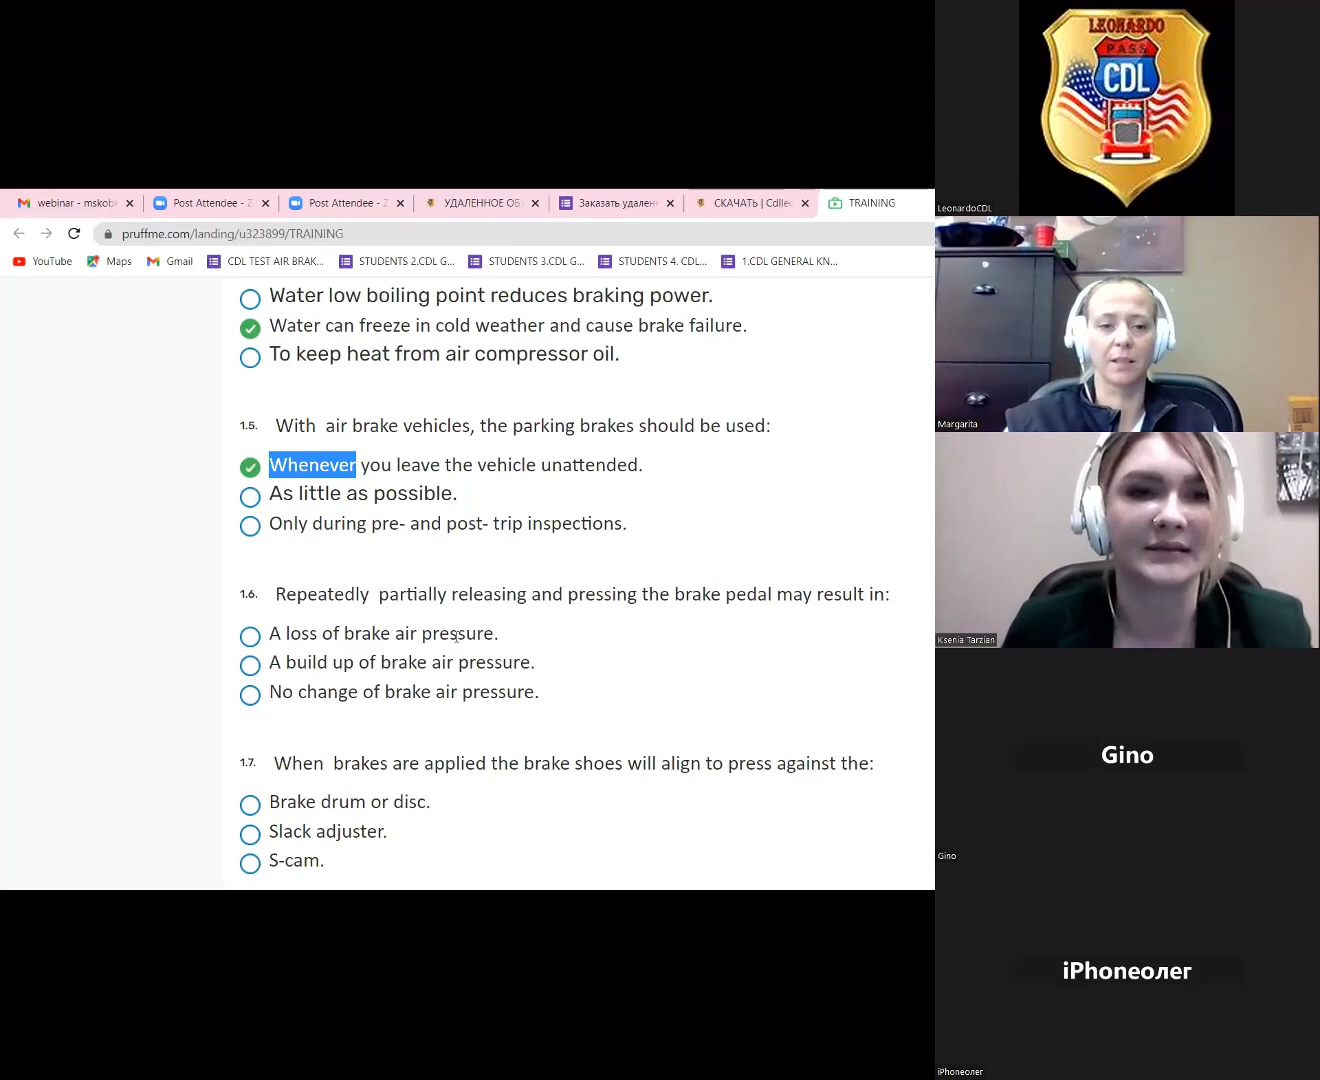 LEONARDO
PASS
CDL
LeonardoCDL
webinar - mskob
Post Attendee - Z
Post Attendee - Z
УДАЛЕННОЕ ОБ
Заказать удален
СКАЧАТЬ | Cdllec
TRAINING
pruffme.com/landing/u323899/TRAINING
YouTube
Maps
Gmail
CDL TEST AIR BRAK...
STUDENTS 2.CDL G...
STUDENTS 3.CDL G...
STUDENTS 4. CDL...
1.CDL GENERAL KN...
Water low boiling point reduces braking power.
Water can freeze in cold weather and cause brake failure.
To keep heat from air compressor oil.
1.5. With air brake vehicles, the parking brakes should be used:
Whenever you leave the vehicle unattended.
As little as possible.
Only during pre- and post- trip inspections.
1.6. Repeatedly partially releasing and pressing the brake pedal may result in:
A loss of brake air pressure.
A build up of brake air pressure.
No change of brake air pressure.
1.7. When brakes are applied the brake shoes will align to press against the:
Brake drum or disc.
Slack adjuster.
S-cam.
Margarita
Ksenia Tarzian
Gino
Gino
iPhoneолег
iPhoneолег